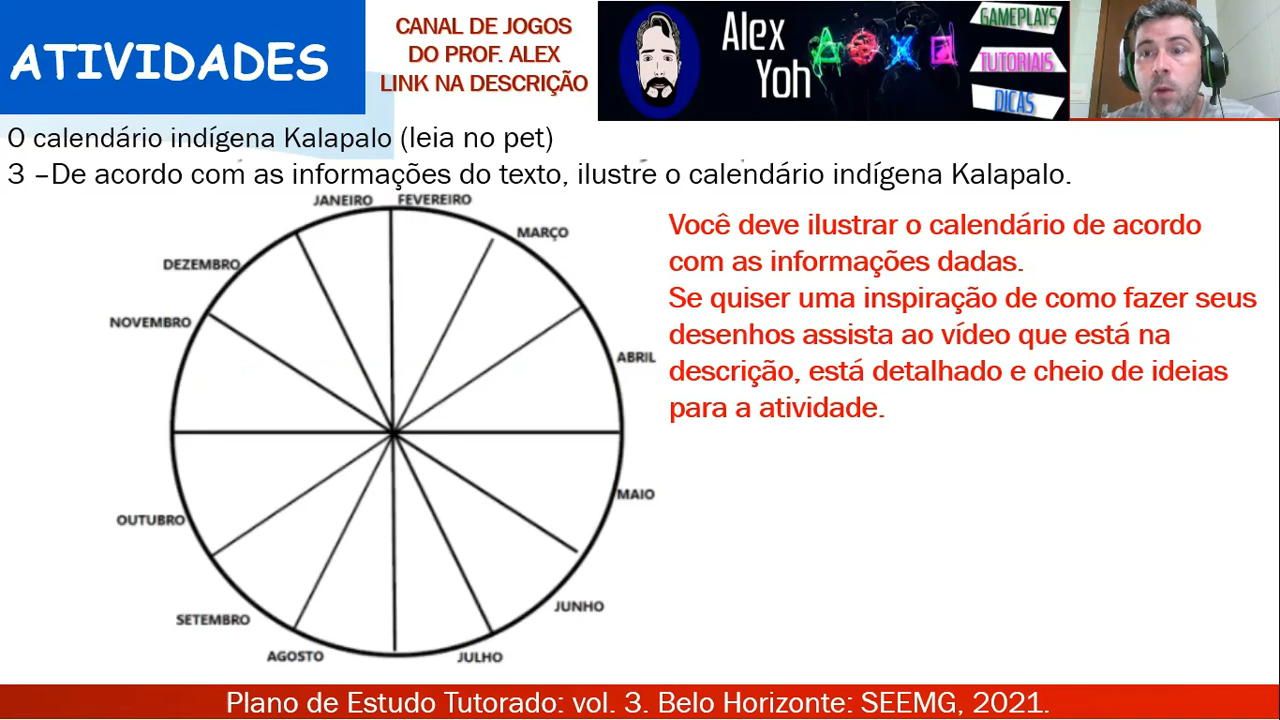 ATIVIDADES
CANAL DE JOGOS
DO PROF. ALEX
LINK NA DESCRIÇÃO
Alex
Yoh
GAMEPLAYS
TUTORIAIS
DICAS
O calendário indígena Kalapalo (leia no pet)
3 –De acordo com as informações do texto, ilustre o calendário indígena Kalapalo.
JANEIRO
FEVEREIRO
MARÇO
DEZEMBRO
NOVEMBRO
ABRIL
MAIO
OUTUBRO
JUNHO
SETEMBRO
AGOSTO
JULHO
Você deve ilustrar o calendário de acordo
com as informações dadas.
Se quiser uma inspiração de como fazer seus
desenhos assista ao vídeo que está na
descrição, está detalhado e cheio de ideias
para a atividade.
Plano de Estudo Tutorado: vol. 3. Belo Horizonte: SEEMG, 2021.